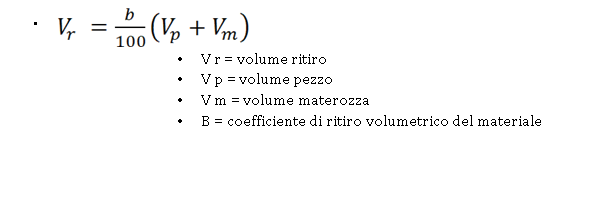 • V_r = b/100 (V_p + V_m)
• V r = volume ritiro
• V p = volume pezzo
• V m = volume materozza
• B = coefficiente di ritiro volumetrico del materiale